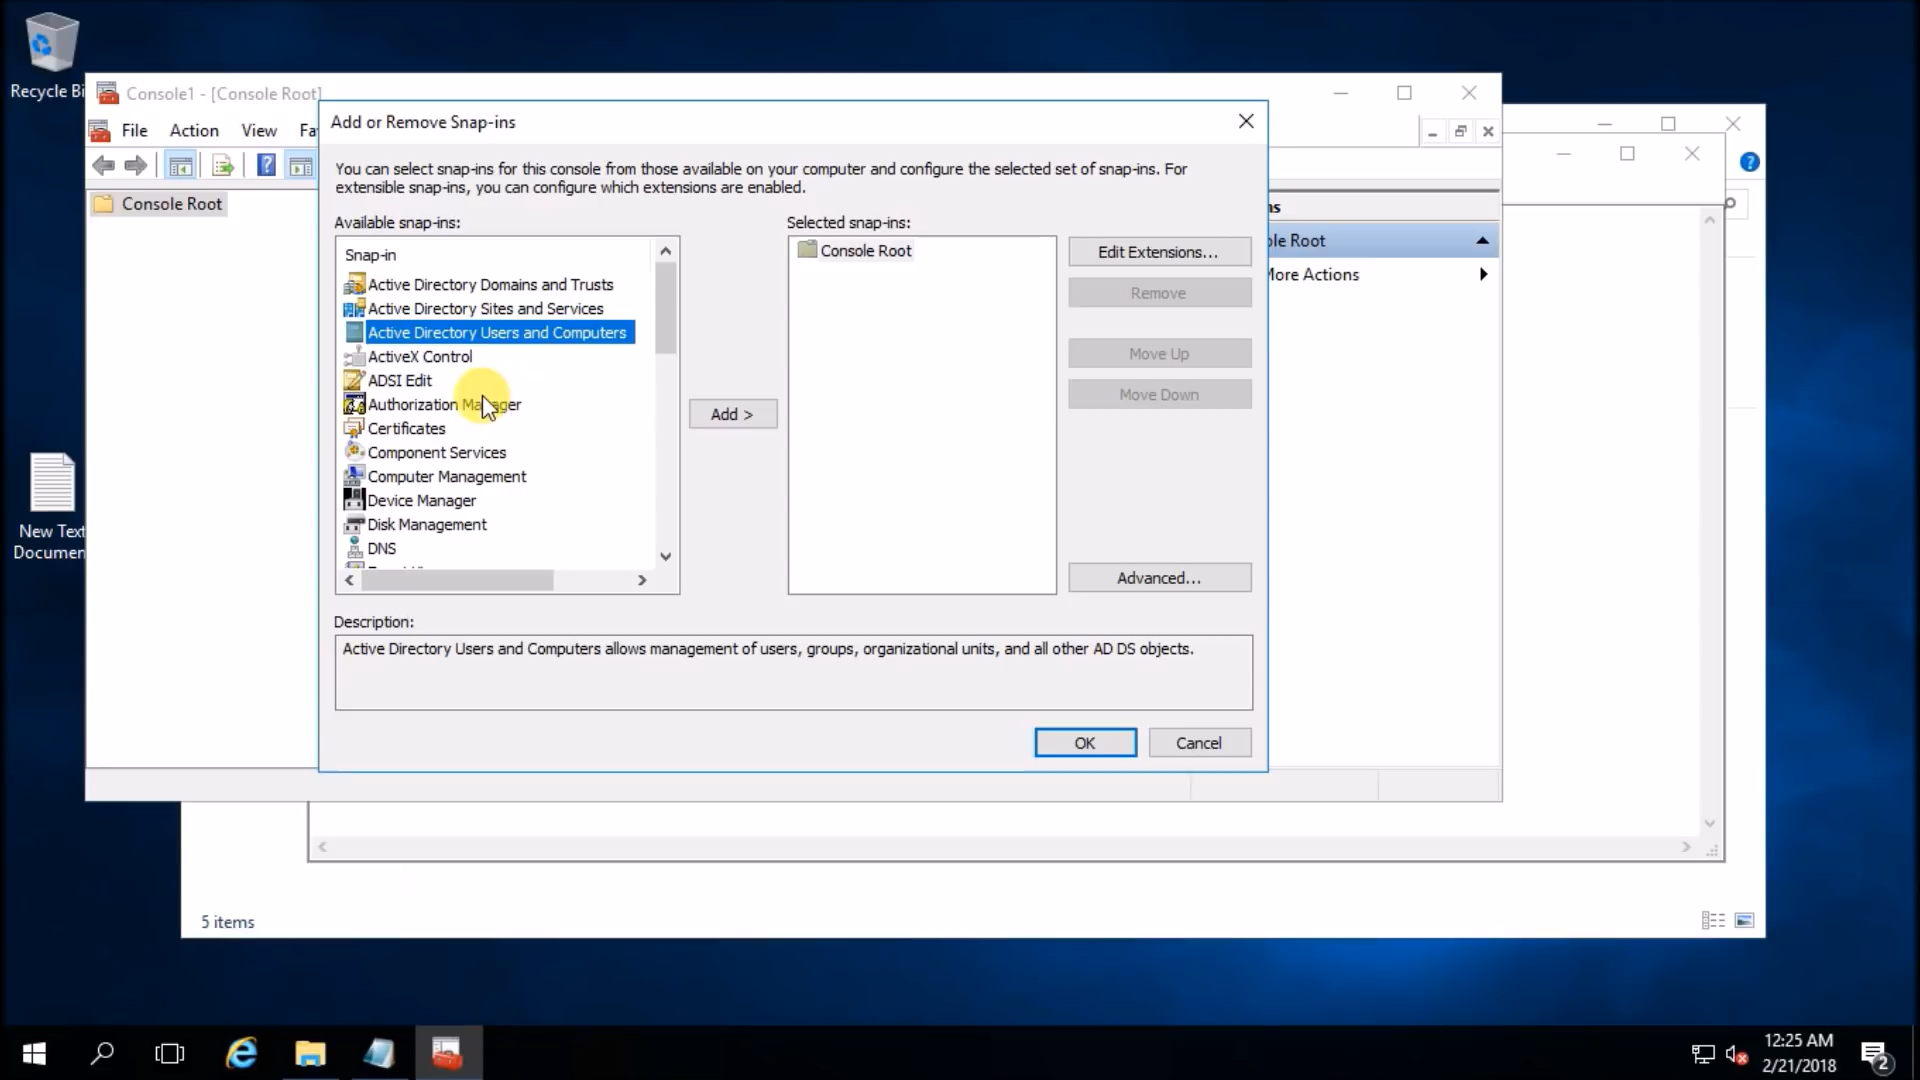 Recycle Bi
Console1 - [Console Root]
File Action View Fa
Console Root
Add or Remove Snap-ins
You can select snap-ins for this console from those available on your computer and configure the selected set of snap-ins. For
extensible snap-ins, you can configure which extensions are enabled.
Available snap-ins:
Snap-in
Active Directory Domains and Trusts
Active Directory Sites and Services
Active Directory Users and Computers
ActiveX Control
ADSI Edit
Authorization Manager
Certificates
Component Services
Computer Management
Device Manager
Disk Management
DNS
Add >
Selected snap-ins:
Console Root
Edit Extensions...
Remove
Move Up
Move Down
Advanced...
Description:
Active Directory Users and Computers allows management of users, groups, organizational units, and all other AD DS objects.
OK
Cancel
ns
ole Root
More Actions
New Text
Documen
5 items
12:25 AM
2/21/2018
2